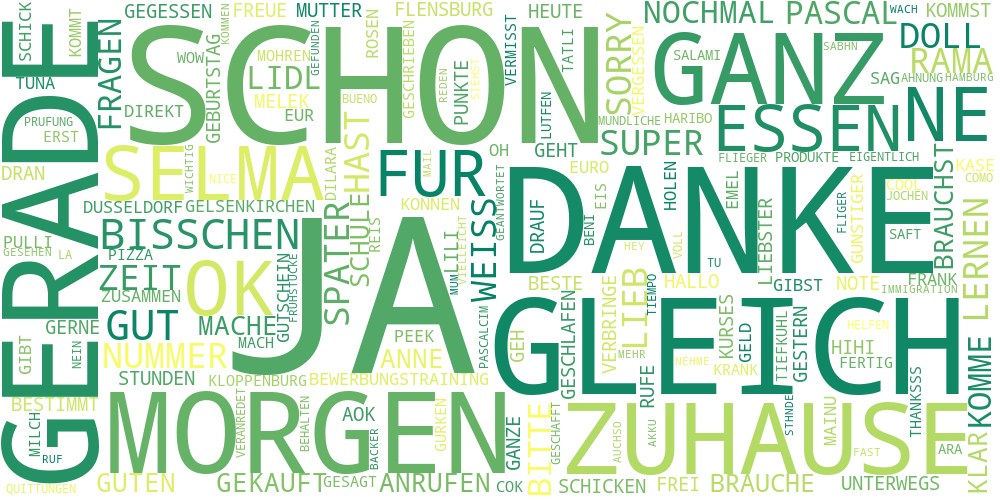 SCHICK
KOMMT
GEGESSEN
KOMMEN
FREUE
MUTTER
ROSEN
FLENSBURG
VERMISST
HEUTE
TATLI
SORRY
NOCHMAL
PASCAL
WACH
KOMMST
GERADE
TUNA
FRAGEN
SCHON
WOW
GEBURTSTAG
MOHREN
GEFUNDEN
LIDL
GESCHRIEBEN
REDEN
PUNKTE
VERGESSEN
SALAMI
GANZ
SABHN
DOLL
RAMA
SAG
AHNUNG
HAMBURG
PRUFUNG
ERST
DIREKT
MELEK
EUR
BUENO
LUTFEN
MUNDLICHE
HARIBO
ESSEN
NE
DRAN
SELMA
WICHTIG
NICE
DILARA
HAST
FUR
MAIL
OH
GEHT
SUPER
FLIEGER
PRODUKTE
EIGENTLICH
KASE
COMO
DUSSELDORF
GELSENKIRCHEN
KONNEN
GEANTWORTET
EURO
EIS
HOLEN
EMEL
DANKE
COOL
JOCHEN
BRAUCHST
PULLI
GESEHEN
LA
BISSCHEN
PIZZA
SPATER
SCHULE
REIS
LILI
VIELLEICHT
WEISS
DRAUF
BENI
HEY
VOLL
TU
LIEBSTER
FLIGER
GUNSTIGER
SAFT
LERNEN
ZEIT
ZUSAMMEN
OK
GUTSCHEIN
FRUHSTUCKE
JA
MUM
BESTE
LIEB
TIEMPO
HALLO
GIBST
NOTE
FRANK
IMMIGRATION
GERNE
GIBT
NEIN
GUT
MACHE
MACH
PEEK
PASCALCIM
GEH
VERBRINGE
KURSES
GELD
TIEFKUHL
GESTERN
GLEICH
HELFEN
HIHI
FERTIG
KOMME
NUMMER
ANNE
GESCHLAFEN
MEHR
NEHME
KRANK
STUNDEN
KLOPPENBURG
BEWERBUNGSTRAINING
RUFE
THANKSSS
BESTIMMT
MILCH
RUF
MORGEN
VERANREDET
BEHALTEN
AOK
BACKER
GURKEN
GANZE
BITTE
GESCHAFFT
ZUHAUSE
AUCHSO
AKKU
STHNDE
MAINU
FAST
ARA
KLAR
QUITTUNGEN
GUTEN
GEKAUFT
GESAGT
ANRUFEN
COK
SCHICKEN
FREI
BRAUCHE
UNTERWEGS